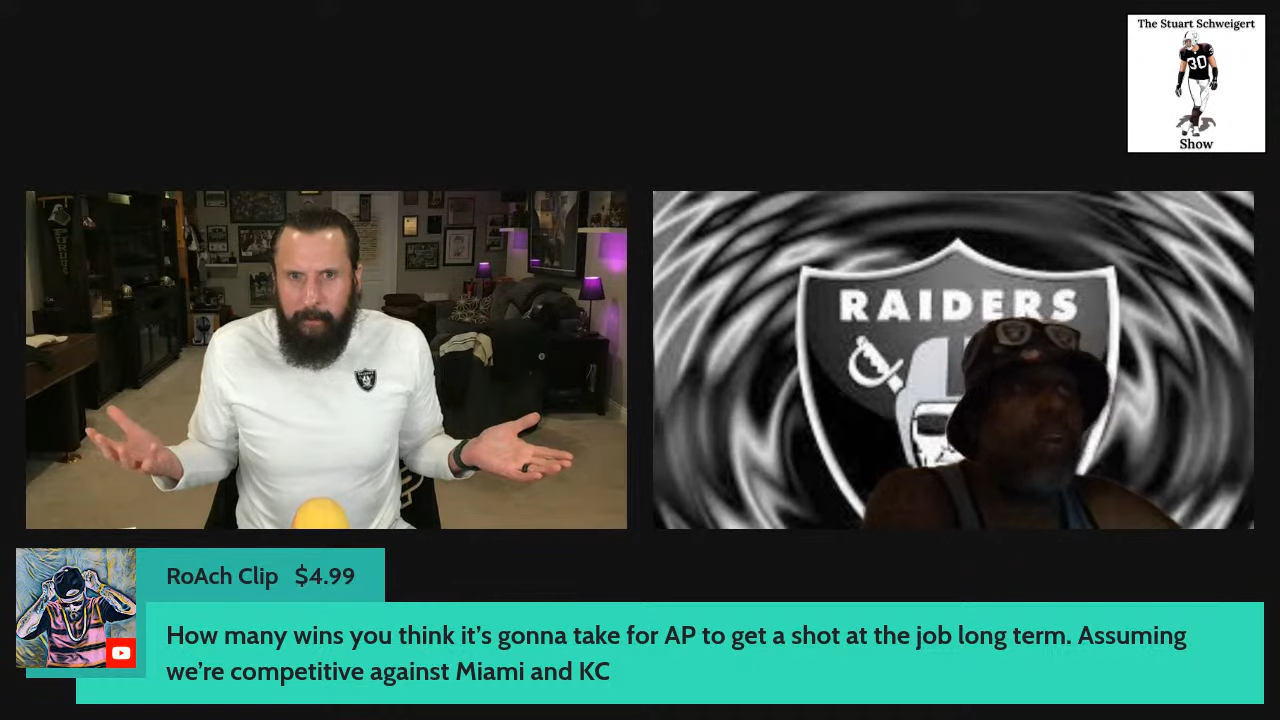 The Stuart Schweigert
30
Show
RAIDERS
RoAch Clip $4.99
How many wins you think it's gonna take for AP to get a shot at the job long term. Assuming
we're competitive against Miami and KC